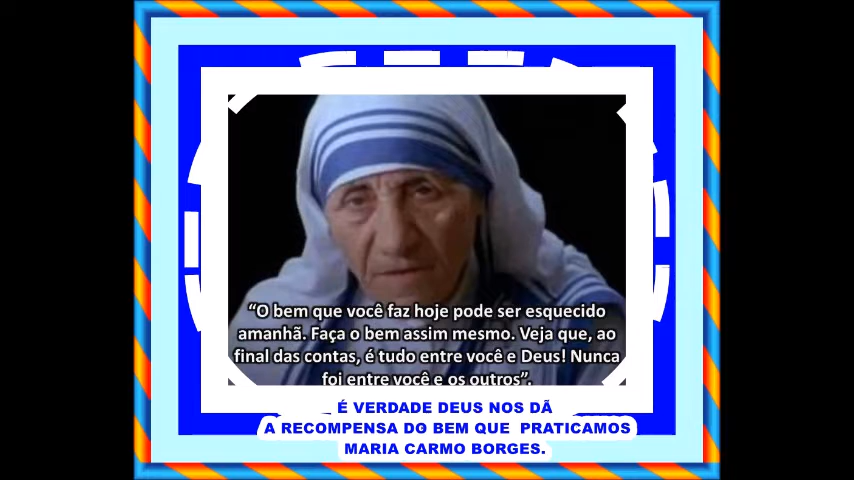 “O bem que você faz hoje pode ser esquecido
amanhã. Faça o bem assim mesmo. Veja que, ao
final das contas, é tudo entre você e Deus! Nunca
foi entre você e os outros”.
É VERDADE DEUS NOS DÃ
A RECOMPENSA DO BEM QUE PRATICAMOS
MARIA CARMO BORGES.